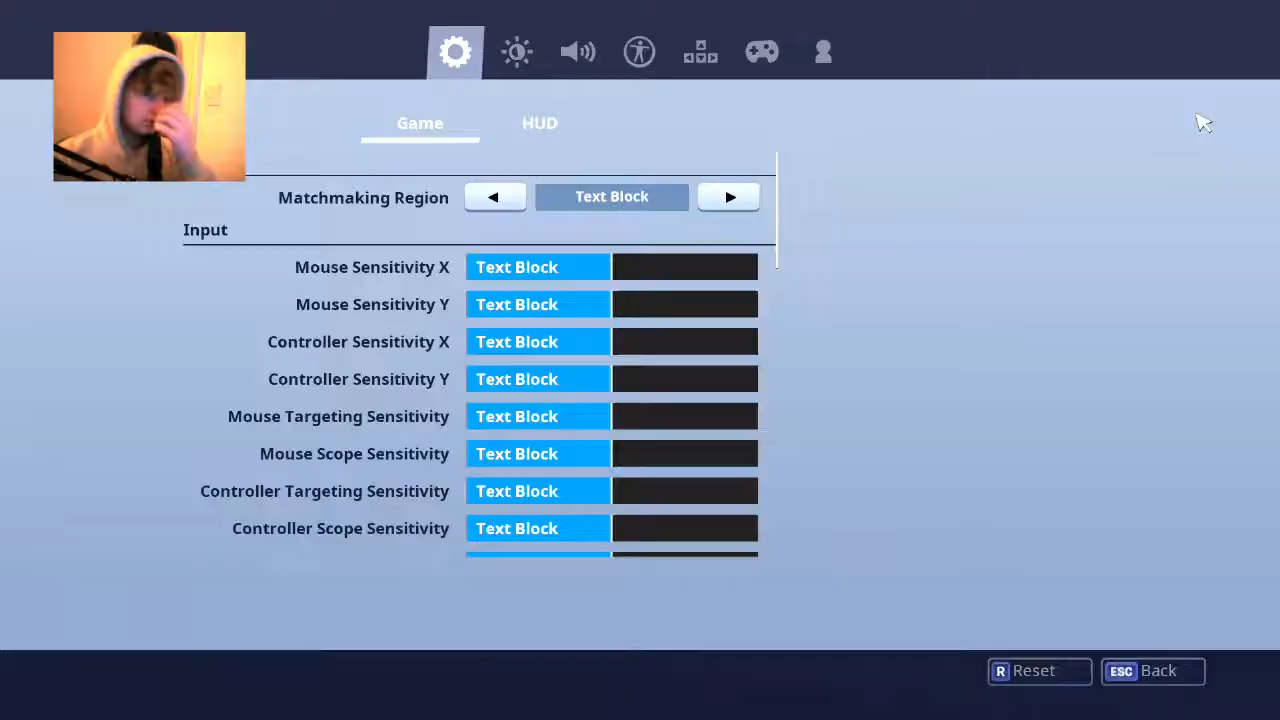 Game HUD
Matchmaking Region Text Block
Input
Mouse Sensitivity X Text Block
Mouse Sensitivity Y Text Block
Controller Sensitivity X Text Block
Controller Sensitivity Y Text Block
Mouse Targeting Sensitivity Text Block
Mouse Scope Sensitivity Text Block
Controller Targeting Sensitivity Text Block
Controller Scope Sensitivity Text Block
R Reset ESC Back